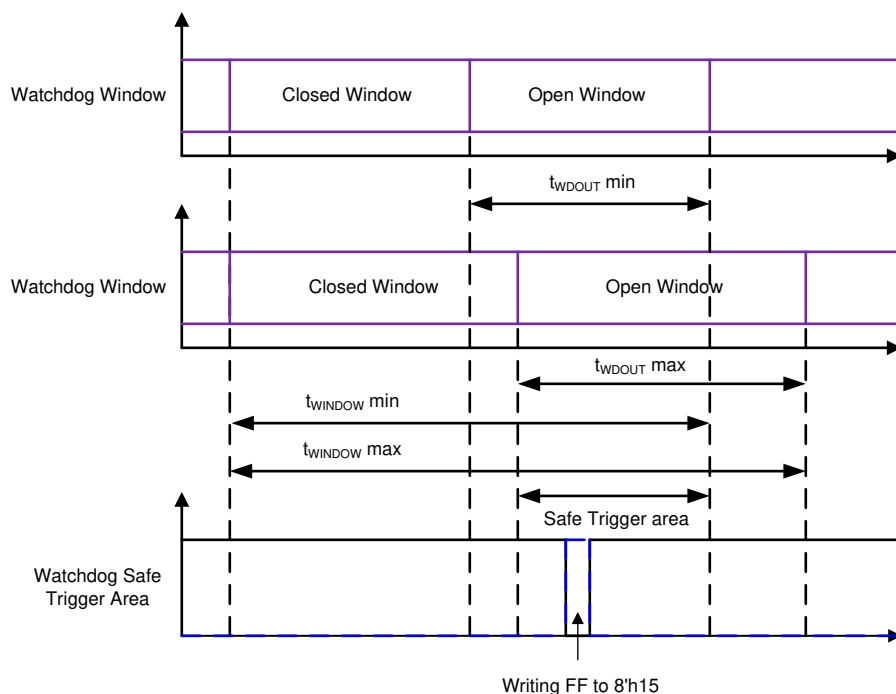 Watchdog Window
Closed Window
Open Window
tWDOUT min
Watchdog Window
Closed Window
Open Window
tWDOUT max
tWINDOW min
tWINDOW max
Safe Trigger area
Watchdog Safe
Trigger Area
Writing FF to 8'h15